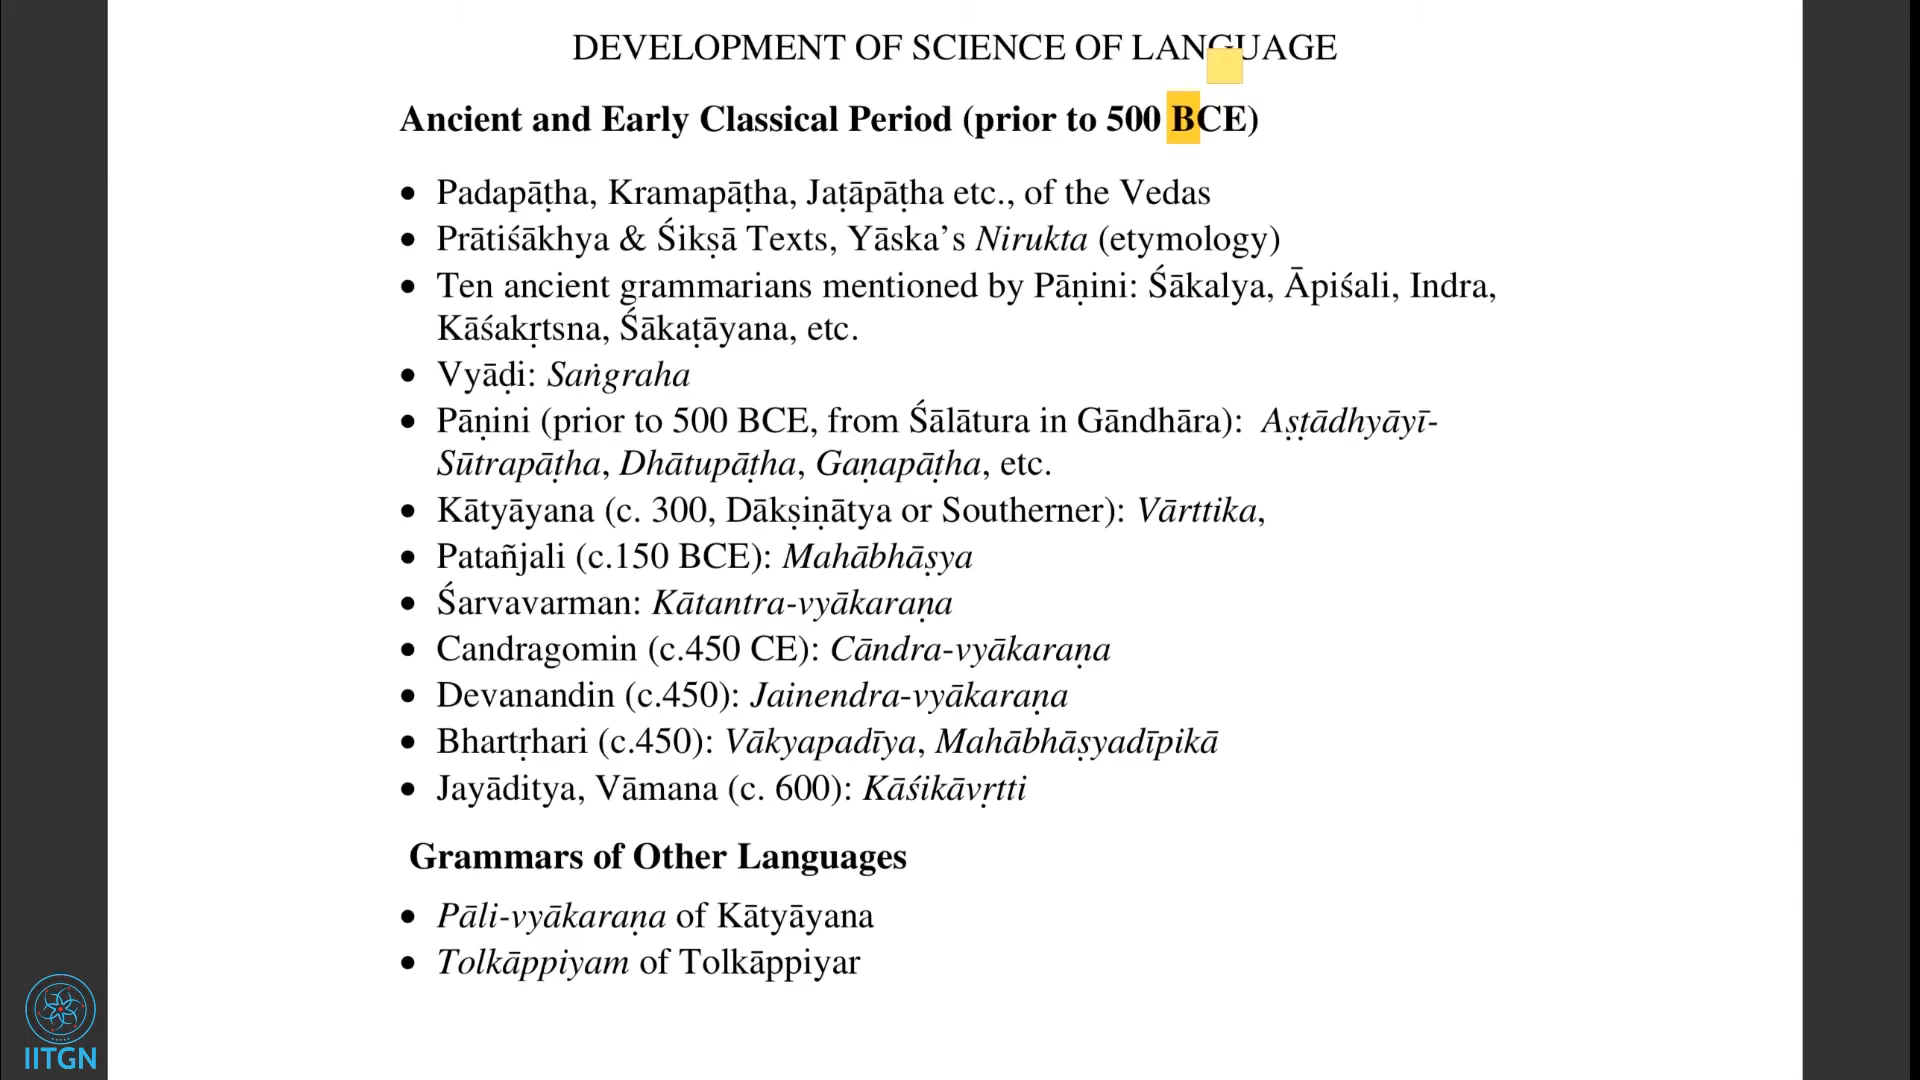 DEVELOPMENT OF SCIENCE OF LANGUAGE
Ancient and Early Classical Period (prior to 500 BCE)
• Padapāṭha, Kramapāṭha, Jaṭāpāṭha etc., of the Vedas
• Prātiśākhya & Śikṣā Texts, Yāska’s Nirukta (etymology)
• Ten ancient grammarians mentioned by Pāṇini: Śākalya, Āpiśali, Indra,
Kāśakṛtsna, Śākaṭāyana, etc.
• Vyāḍi: Saṅgraha
• Pāṇini (prior to 500 BCE, from Śālātura in Gāndhāra): Aṣṭādhyāyī-
Sūtrapāṭha, Dhātupāṭha, Gaṇapāṭha, etc.
• Kātyāyana (c. 300, Dākṣiṇātya or Southerner): Vārttika,
• Patañjali (c.150 BCE): Mahābhāṣya
• Śarvavarman: Kātantra-vyākaraṇa
• Candragomin (c.450 CE): Cāndra-vyākaraṇa
• Devanandin (c.450): Jainendra-vyākaraṇa
• Bhartṛhari (c.450): Vākyapadīya, Mahābhāṣyadīpikā
• Jayāditya, Vāmana (c. 600): Kāśikāvṛtti
Grammars of Other Languages
• Pāli-vyākaraṇa of Kātyāyana
• Tolkāppiyam of Tolkāppiyar
IITGN